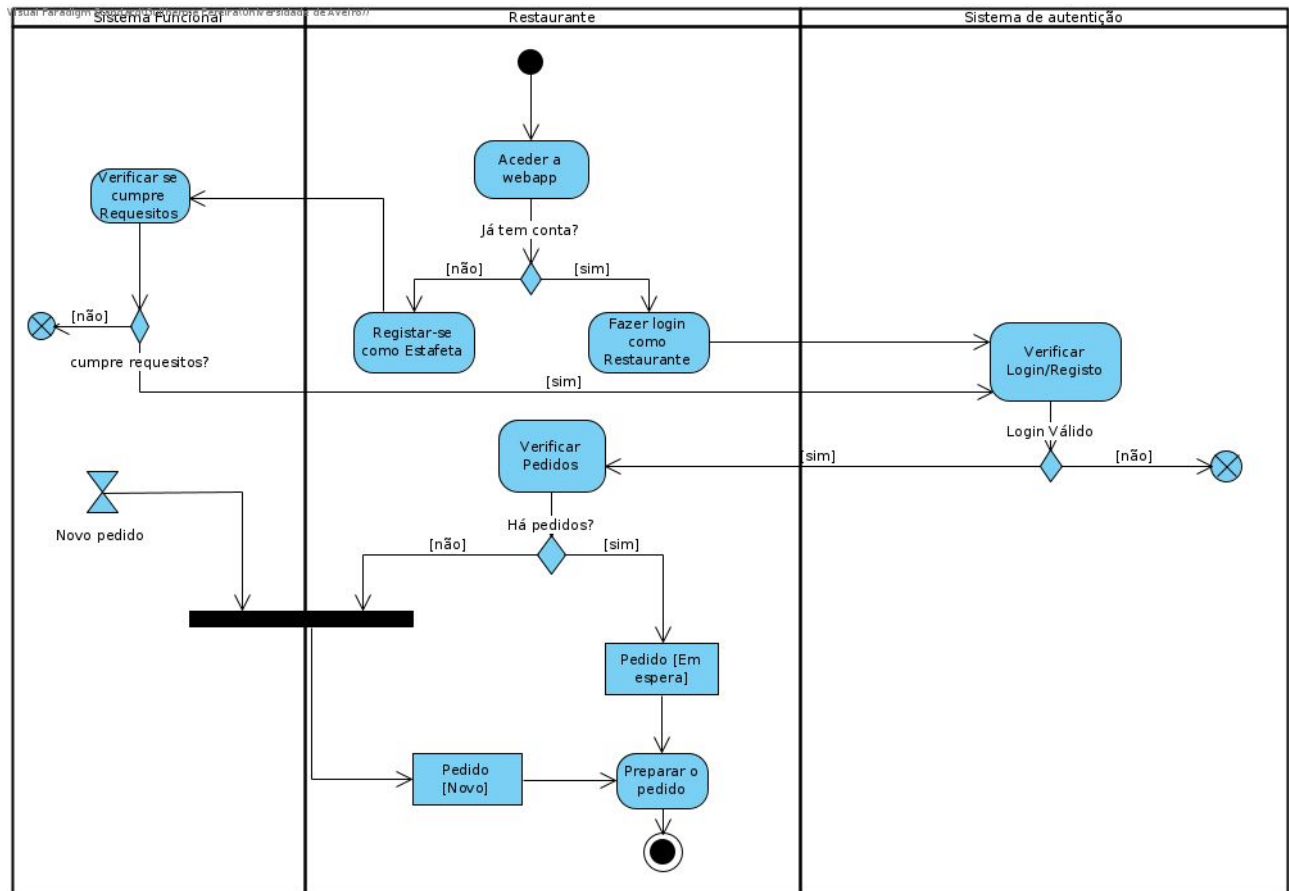 Visual Paradigm
Sistema Funcional
Restaurante
Sistema de autentição
Aceder a
webapp
Já tem conta?
[não]
[sim]
Verificar se
cumpre
Requesitos
[não]
cumpre requesitos?
Registar-se
como Estafeta
Fazer login
como
Restaurante
Verificar
Login/Registo
[sim]
Login Válido
[sim]
[não]
Verificar
Pedidos
Há pedidos?
[não]
[sim]
Novo pedido
Pedido [Em
espera]
Pedido
[Novo]
Preparar o
pedido